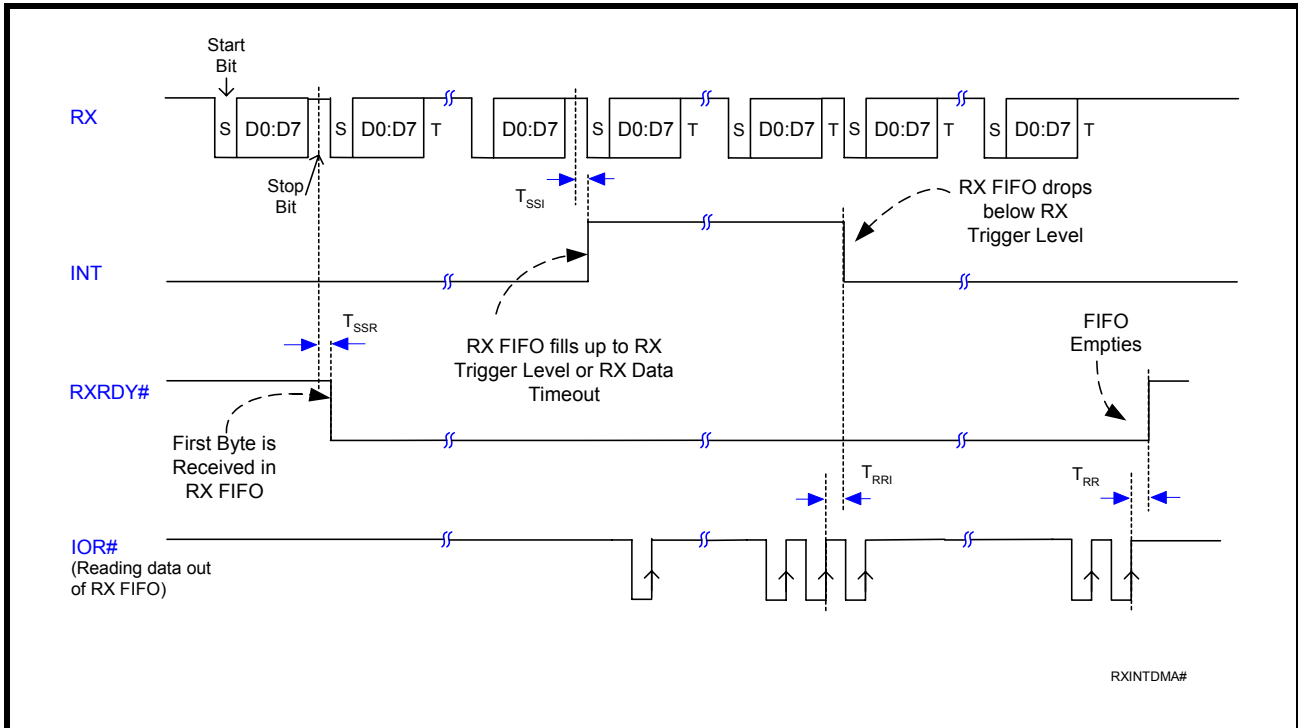 Start
Bit
RX
S D0:D7 S D0:D7 T D0:D7 S D0:D7 T S D0:D7 T S D0:D7 T S D0:D7 T
Stop
Bit
TSSI
RX FIFO drops
below RX
Trigger Level
INT
TSSR
RX FIFO fills up to RX
Trigger Level or RX Data
Timeout
FIFO
Empties
RXRDY#
First Byte is
Received in
RX FIFO
TRRI
TRR
IOR#
(Reading data out
of RX FIFO)
RXINTDMA#